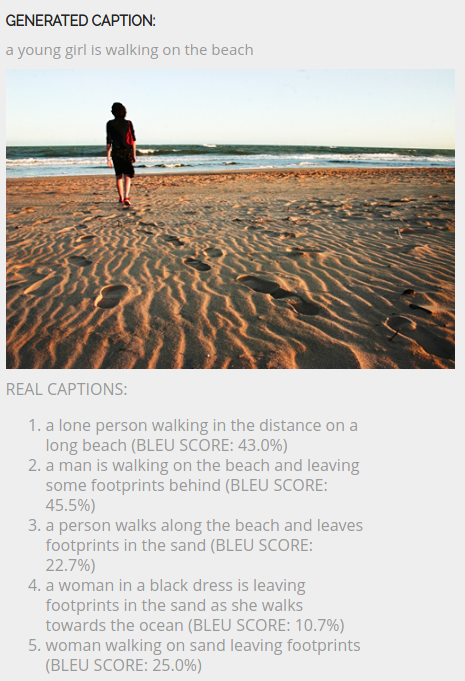 GENERATED CAPTION:
a young girl is walking on the beach
REAL CAPTIONS:
1. a lone person walking in the distance on a
long beach (BLEU SCORE: 43.0%)
2. a man is walking on the beach and leaving
some footprints behind (BLEU SCORE:
45.5%)
3. a person walks along the beach and leaves
footprints in the sand (BLEU SCORE:
22.7%)
4. a woman in a black dress is leaving
footprints in the sand as she walks
towards the ocean (BLEU SCORE: 10.7%)
5. woman walking on sand leaving footprints
(BLEU SCORE: 25.0%)